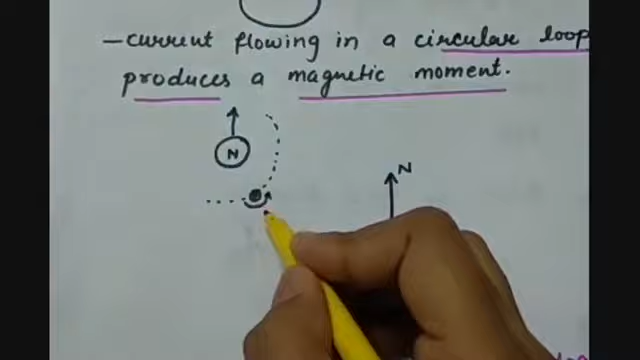 –current flowing in a circular loop
produces a magnetic moment.
N
N